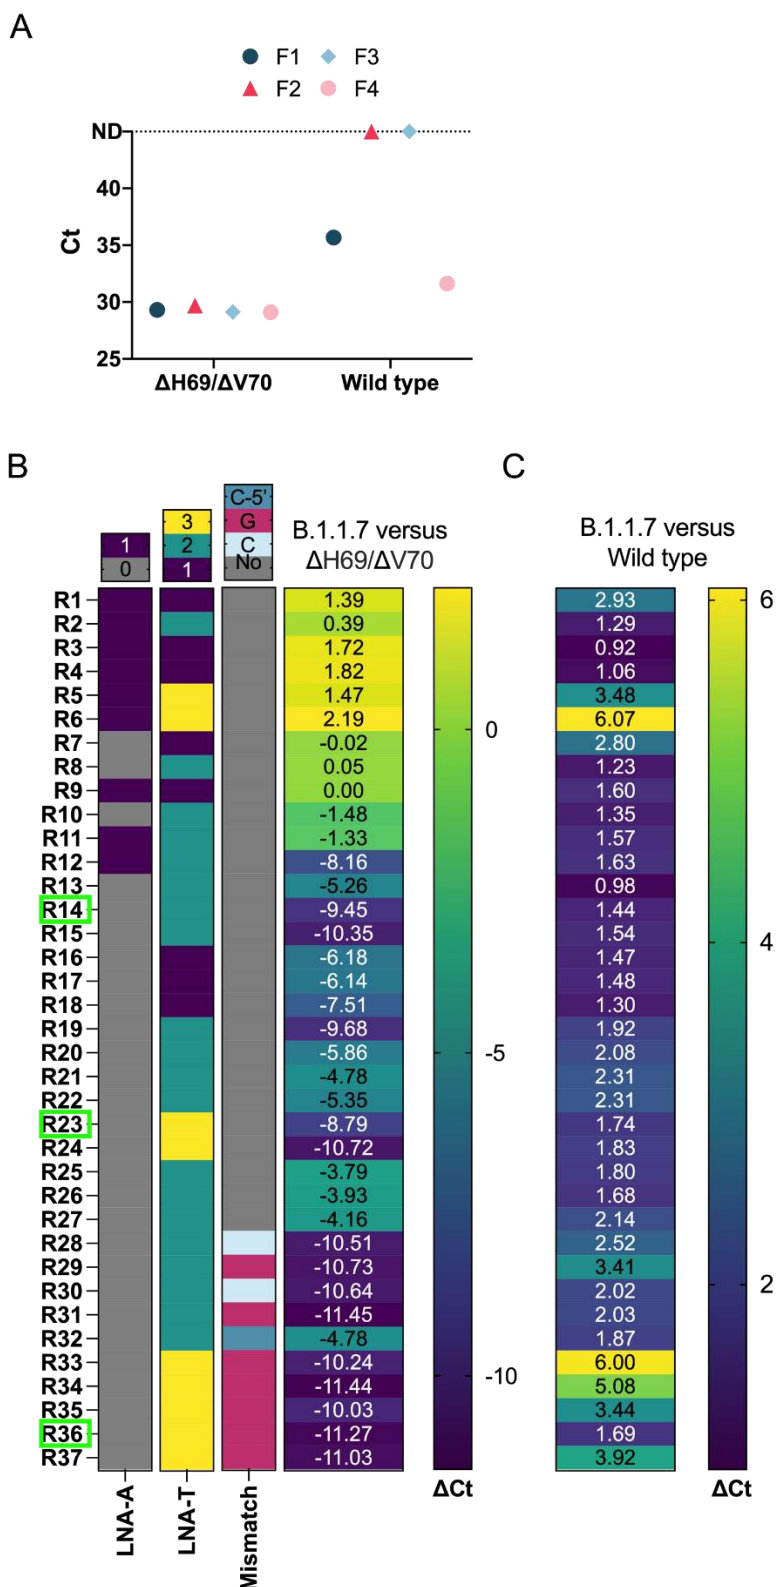 A
F1 F3
F2 F4
ND
40
35
30
25
Ct
ΔH69/ΔV70 Wild type
B C
C-5'
3 G
1 2 C
0 1 No
B.1.1.7 versus
ΔH69/ΔV70
B.1.1.7 versus
Wild type
R1 1.39 2.93
R2 0.39 1.29
R3 1.72 0.92
R4 1.82 1.06
R5 1.47 3.48
R6 2.19 6.07
R7 -0.02 2.80
R8 0.05 1.23
R9 0.00 1.60
R10 -1.48 1.35
R11 -1.33 1.57
R12 -8.16 1.63
R13 -5.26 0.98
R14 -9.45 1.44
R15 -10.35 1.54
R16 -6.18 1.47
R17 -6.14 1.48
R18 -7.51 1.30
R19 -9.68 1.92
R20 -5.86 2.08
R21 -4.78 2.31
R22 -5.35 2.31
R23 -8.79 1.74
R24 -10.72 1.83
R25 -3.79 1.80
R26 -3.93 1.68
R27 -4.16 2.14
R28 -10.51 2.52
R29 -10.73 3.41
R30 -10.64 2.02
R31 -11.45 2.03
R32 -4.78 1.87
R33 -10.24 6.00
R34 -11.44 5.08
R35 -10.03 3.44
R36 -11.27 1.69
R37 -11.03 3.92
0
-5
-10
6
4
2
LNA-A
LNA-T
Mismatch
ΔCt ΔCt